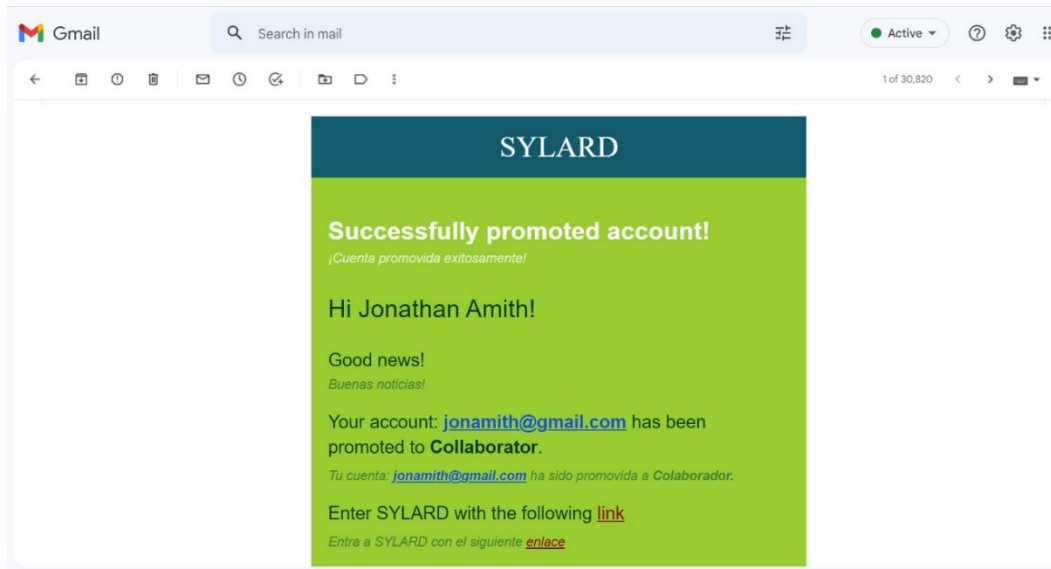 Gmail
Search in mail
Active
1 of 30,820
SYLARD
Successfully promoted account!
¡Cuenta promovida exitosamente!
Hi Jonathan Amith!
Good news!
Buenas noticias!
Your account: jonamith@gmail.com has been
promoted to Collaborator.
Tu cuenta: jonamith@gmail.com ha sido promovida a Colaborador.
Enter SYLARD with the following link
Entra a SYLARD con el siguiente enlace